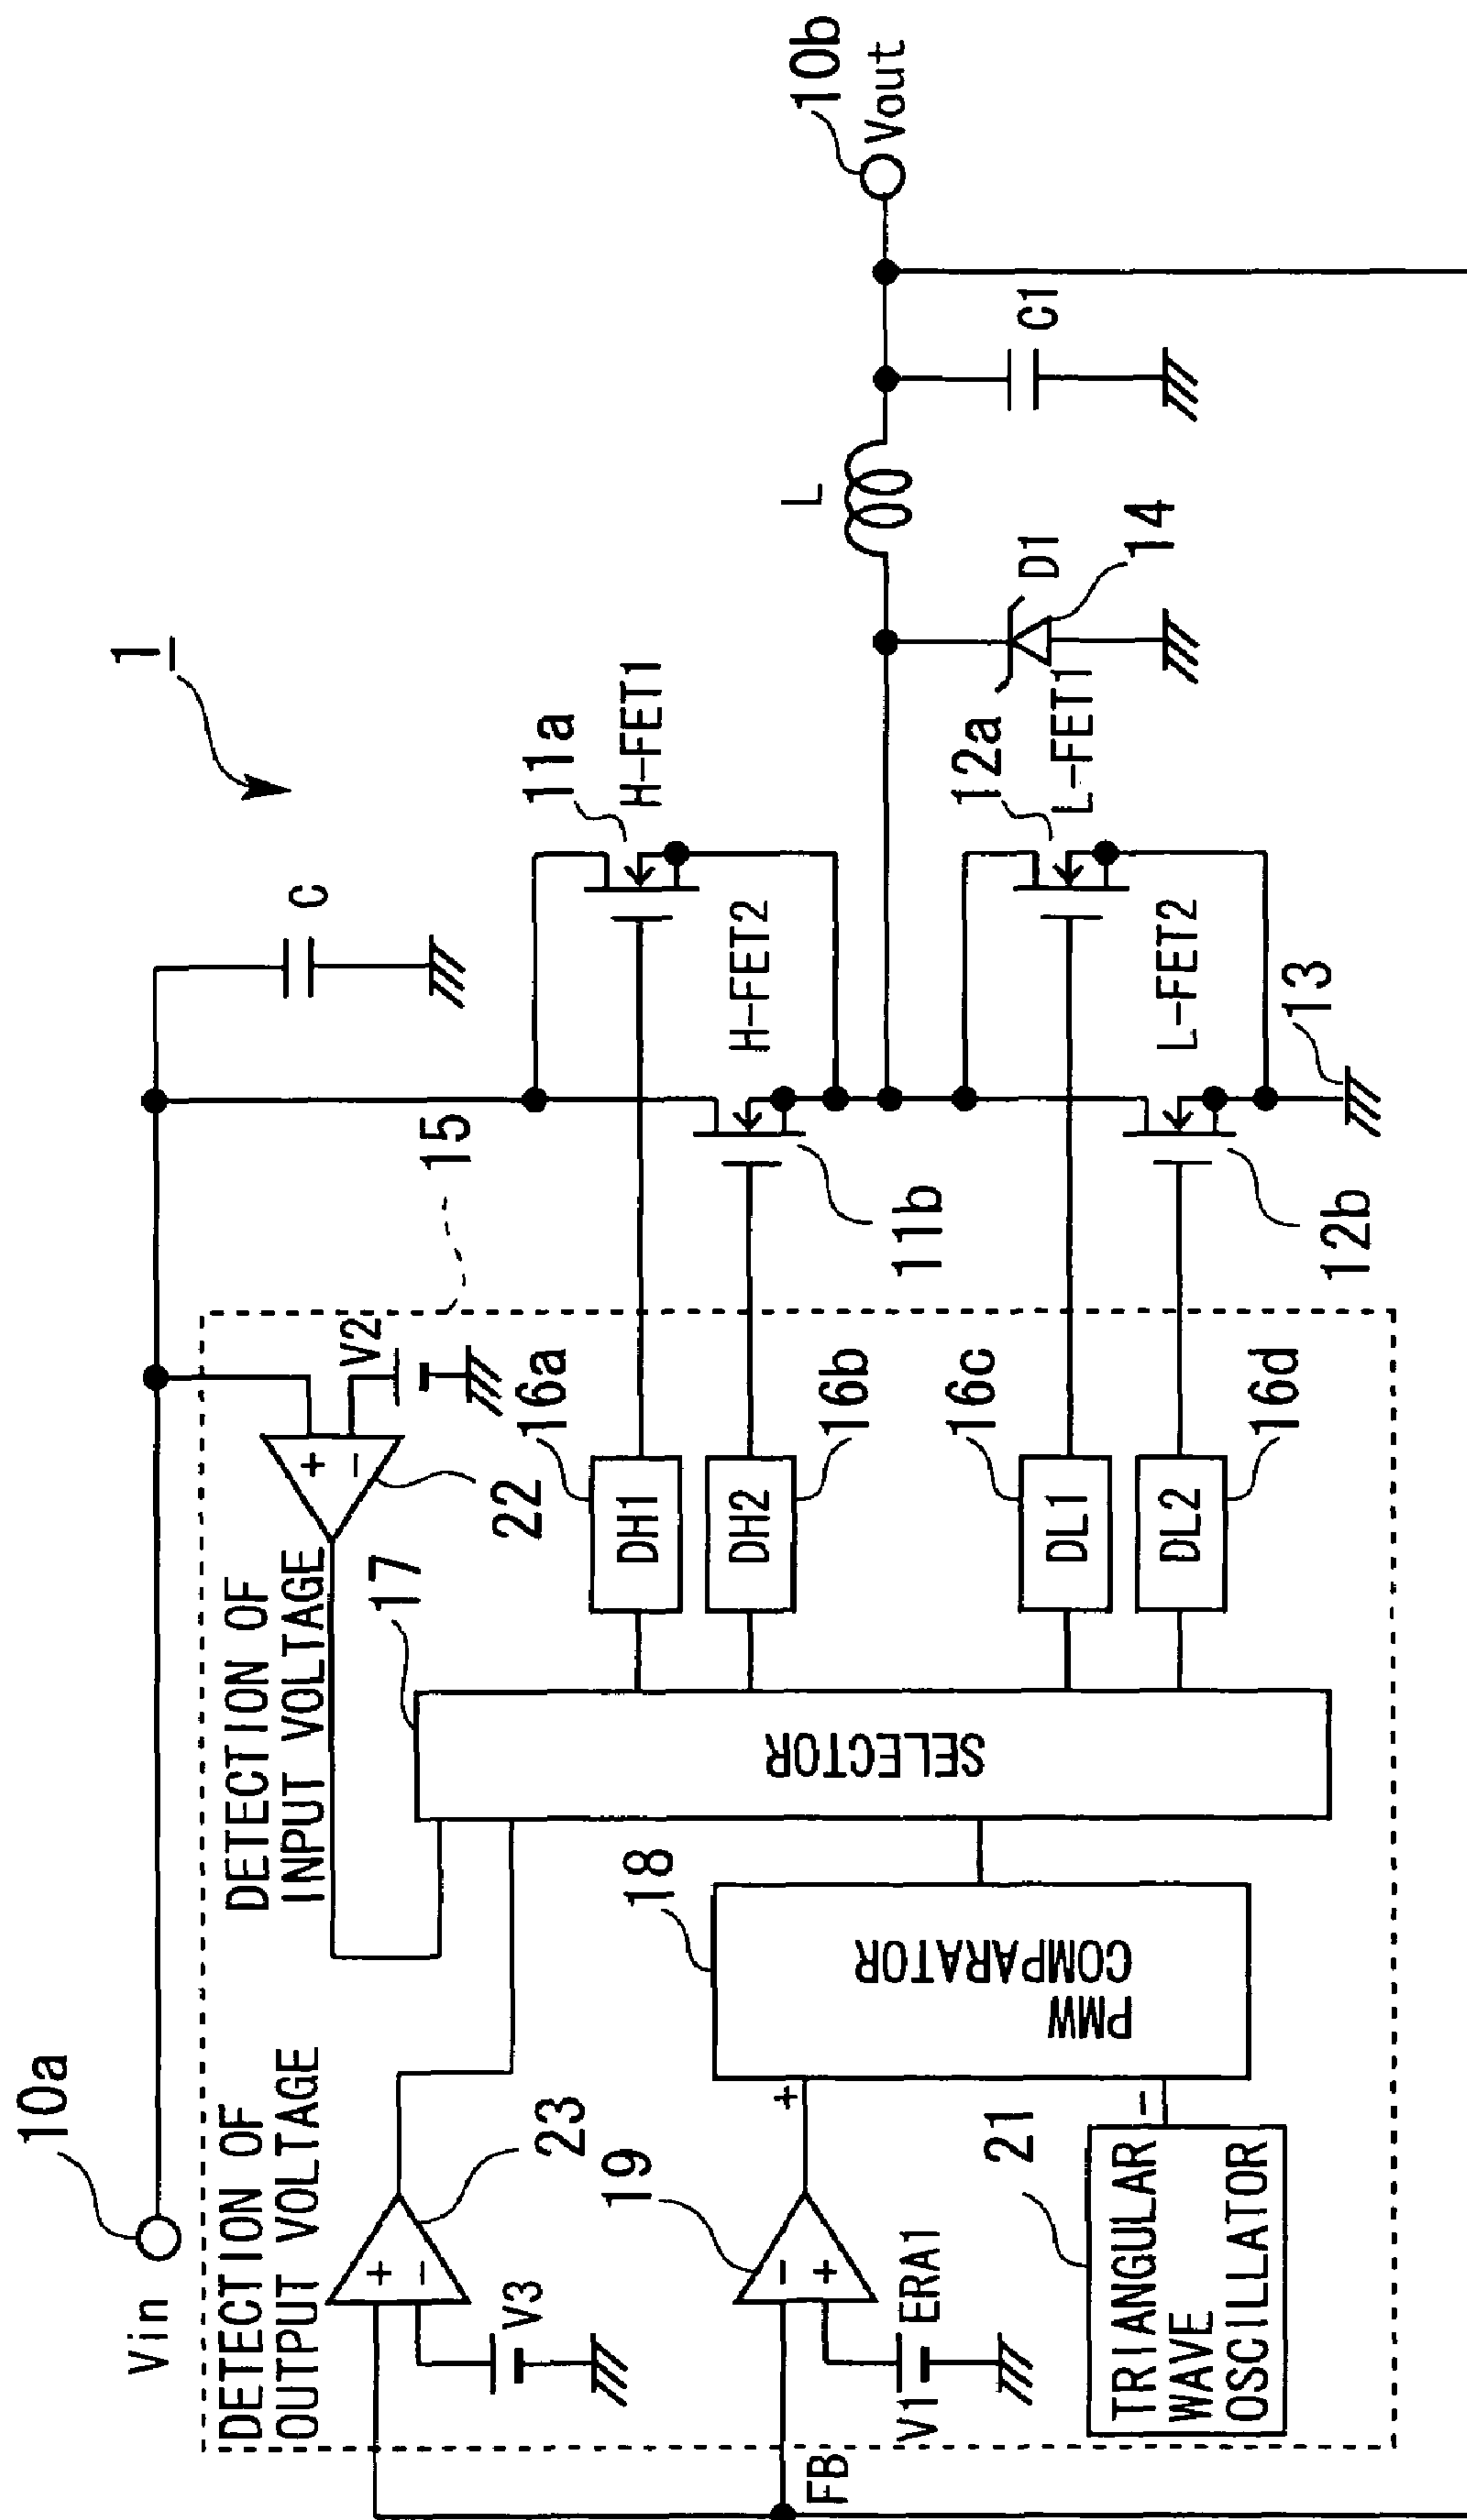 1
10a
Vin
DETECTION OF
OUTPUT VOLTAGE
23
V3
DETECTION OF
INPUT VOLTAGE
22
V2
15
C
17
SELECTOR
16a
DH1
16b
DH2
16c
DL1
16d
DL2
11a
H-FET1
H-FET2
11b
12a
L-FET1
L-FET2
12b
13
D1
14
L
C1
10b
Vout
18
PMW
COMPARATOR
+
-
19
ERA1
V1
FB
21
TRIANGULAR
WAVE
OSCILLATOR
+
-
+
-
-
+